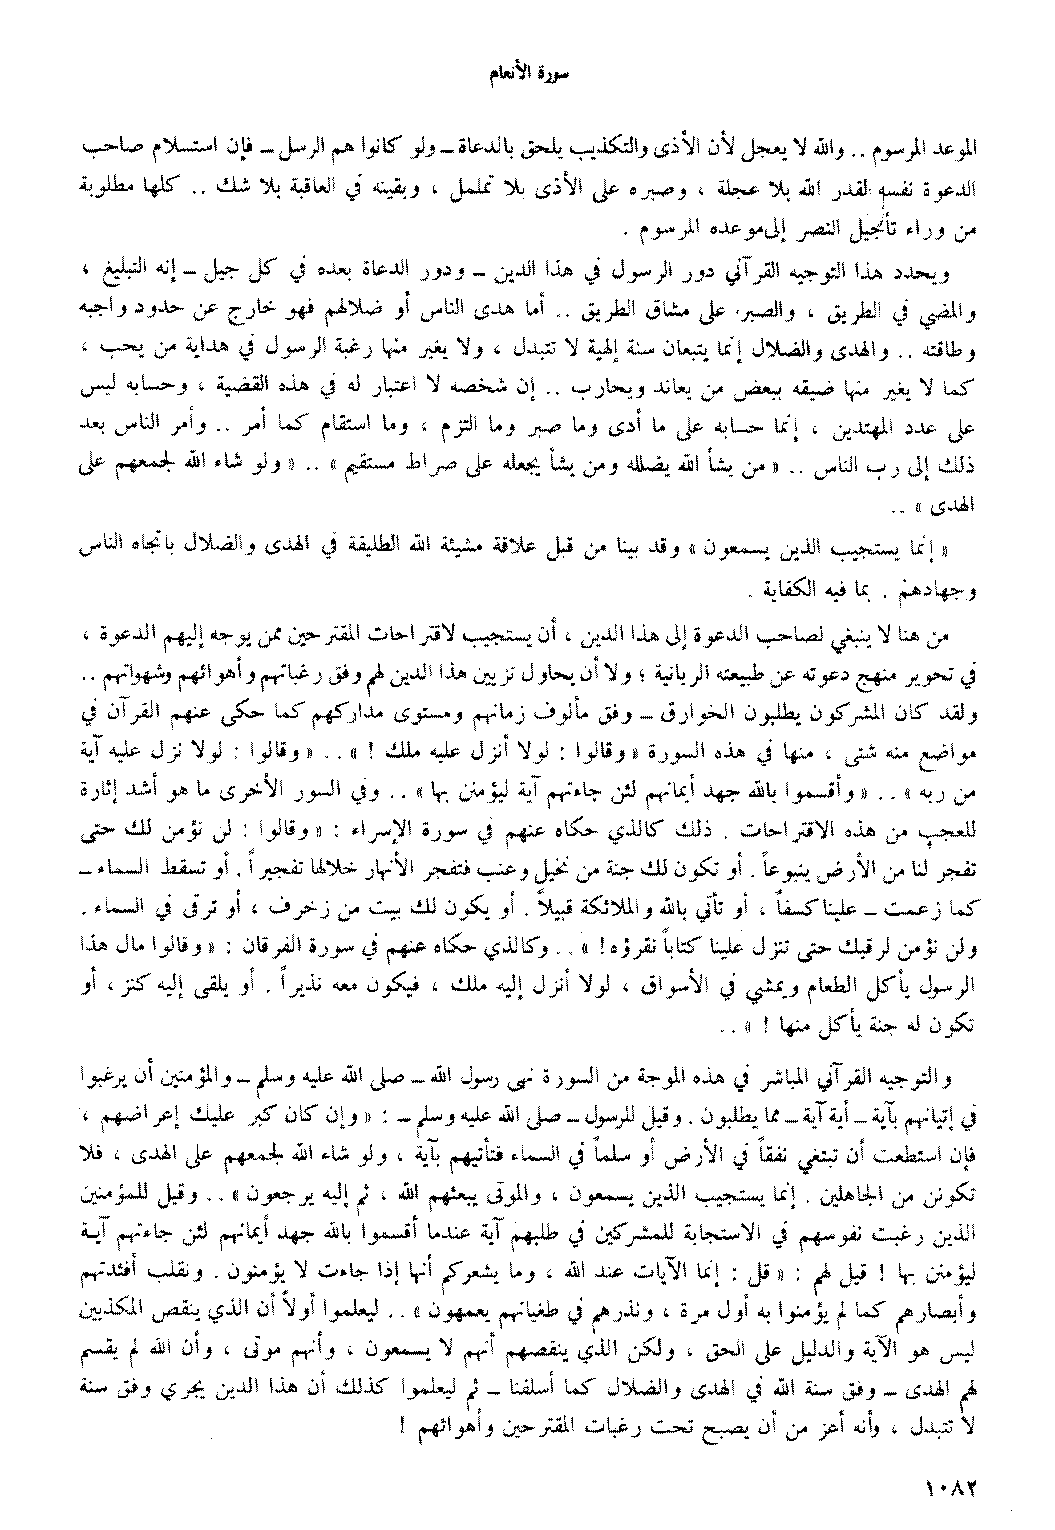 سورة الأنعام
الموعد المرسوم .. والله لا يعجل لأن الأذى والتكذيب يلحق بالدعاة – ولو كانوا هم الرسل – فإن استسلام صاحب
الدعوة نفسه لقدر الله بلا عجلة ، وصبره على الأذى بلا تململ ، ويقينه في العاقبة بلا شك .. كلها مطلوبة
من وراء تأجيل النصر إلى موعده المرسوم .
ويحدد هذا التوجيه القرآني دور الرسول في هذا الدين – ودور الدعاة بعده في كل جيل – إنه التبليغ ،
والمضي في الطريق ، والصبر على مشاق الطريق .. أما هدى الناس أو ضلالهم فهو خارج عن حدود واجبه
وطاقته .. والهدى والضلال إنما يتبعان سنة إلهية لا تتبدل ، ولا يغير منها رغبة الرسول في هداية من يحب ،
كما لا يغير منها ضيقه ببعض من يعاند ويحارب .. إن شخصه لا اعتبار له في هذه القضية ، وحسابه ليس
على عدد المهتدين ، إنما حسابه على ما أدى وما صبر وما التزم ، وما استقام كما أمر .. وأمر الناس بعد
ذلك إلى رب الناس .. « من يشأ الله يضلله ومن يشأ يجعله على صراط مستقيم » .. « ولو شاء الله لجمعهم على
الهدى » ..
« إنما يستجيب الذين يسمعون » وقد بينا من قبل علاقة مشيئة الله الطليقة في الهدى والضلال باتجاه الناس
وجهادهم . بما فيه الكفاية .
من هنا لا ينبغي لصاحب الدعوة إلى هذا الدين ، أن يستجيب لاقتراحات المقترحين ممن يوجه إليهم الدعوة ،
في تحوير منهج دعوته عن طبيعته الربانية ؛ ولا أن يحاول تزيين هذا الدين لهم وفق رغباتهم وأهوائهم وشهواتهم ..
ولقد كان المشركون يطلبون الخوارق – وفق مألوف زمانهم ومستوى مداركهم كما حكى عنهم القرآن في
مواضع منه شتى ، منها في هذه السورة « وقالوا : لولا أنزل عليه ملك ! » .. « وقالوا : لولا نزل عليه آية
من ربه » .. « وأقسموا بالله جهد أيمانهم لئن جاءتهم آية ليؤمنن بها » .. وفي السور الأخرى ما هو أشد إثارة
للعجب من هذه الاقتراحات . ذلك كالذي حكاه عنهم في سورة الإسراء : « وقالوا : لن نؤمن لك حتى
تفجر لنا من الأرض ينبوعاً . أو تكون لك جنة من نخيل وعنب فتفجر الأنهار خلالها تفجيراً . أو تسقط السماء –
كما زعمت – علينا كسفاً ، أو تأتي بالله والملائكة قبيلاً . أو يكون لك بيت من زخرف ، أو ترقى في السماء .
ولن نؤمن لرقيك حتى تنزل علينا كتاباً نقرؤه! » .. وكالذي حكاه عنهم في سورة الفرقان : « وقالوا مال هذا
الرسول يأكل الطعام ويمشي في الأسواق ، لولا أنزل إليه ملك ، فيكون معه نذيراً . أو يلقى إليه كنز ، أو
تكون له جنة يأكل منها ! » ..
والتوجيه القرآني المباشر في هذه الموجة من السورة نهى رسول الله – صلى الله عليه وسلم – والمؤمنين أن يرغبوا
في إتيانهم بآية – أية آية – مما يطلبون . وقيل للرسول – صلى الله عليه وسلم – : « وإن كان كبر عليك إعراضهم ،
فإن استطعت أن تبتغي نفقاً في الأرض أو سلماً في السماء فتأتيهم بآية ، ولو شاء الله لجمعهم على الهدى ، فلا
تكونن من الجاهلين . إنما يستجيب الذين يسمعون ، والموتى يبعثهم الله ، ثم إليه يرجعون » .. وقيل للمؤمنين
الذين رغبت نفوسهم في الاستجابة للمشركين في طلبهم آية عندما أقسموا بالله جهد أيمانهم لئن جاءتهم آية
ليؤمنن بها ! قيل لهم : « قل : إنما الآيات عند الله ، وما يشعركم أنها إذا جاءت لا يؤمنون . ونقلب أفئدتهم
وأبصارهم كما لم يؤمنوا به أول مرة ، ونذرهم في طغيانهم يعمهون » .. ليعلموا أولاً أن الذي ينقص المكذبين
ليس هو الآية والدليل على الحق ، ولكن الذي ينقصهم أنهم لا يسمعون ، وأنهم موتى ، وأن الله لم يقسم
لهم الهدى – وفق سنة الله في الهدى والضلال كما أسلفنا – ثم ليعلموا كذلك أن هذا الدين يجري وفق سنة
لا تتبدل ، وأنه أعز من أن يصبح تحت رغبات المقترحين وأهوائهم !
١٠٨٢